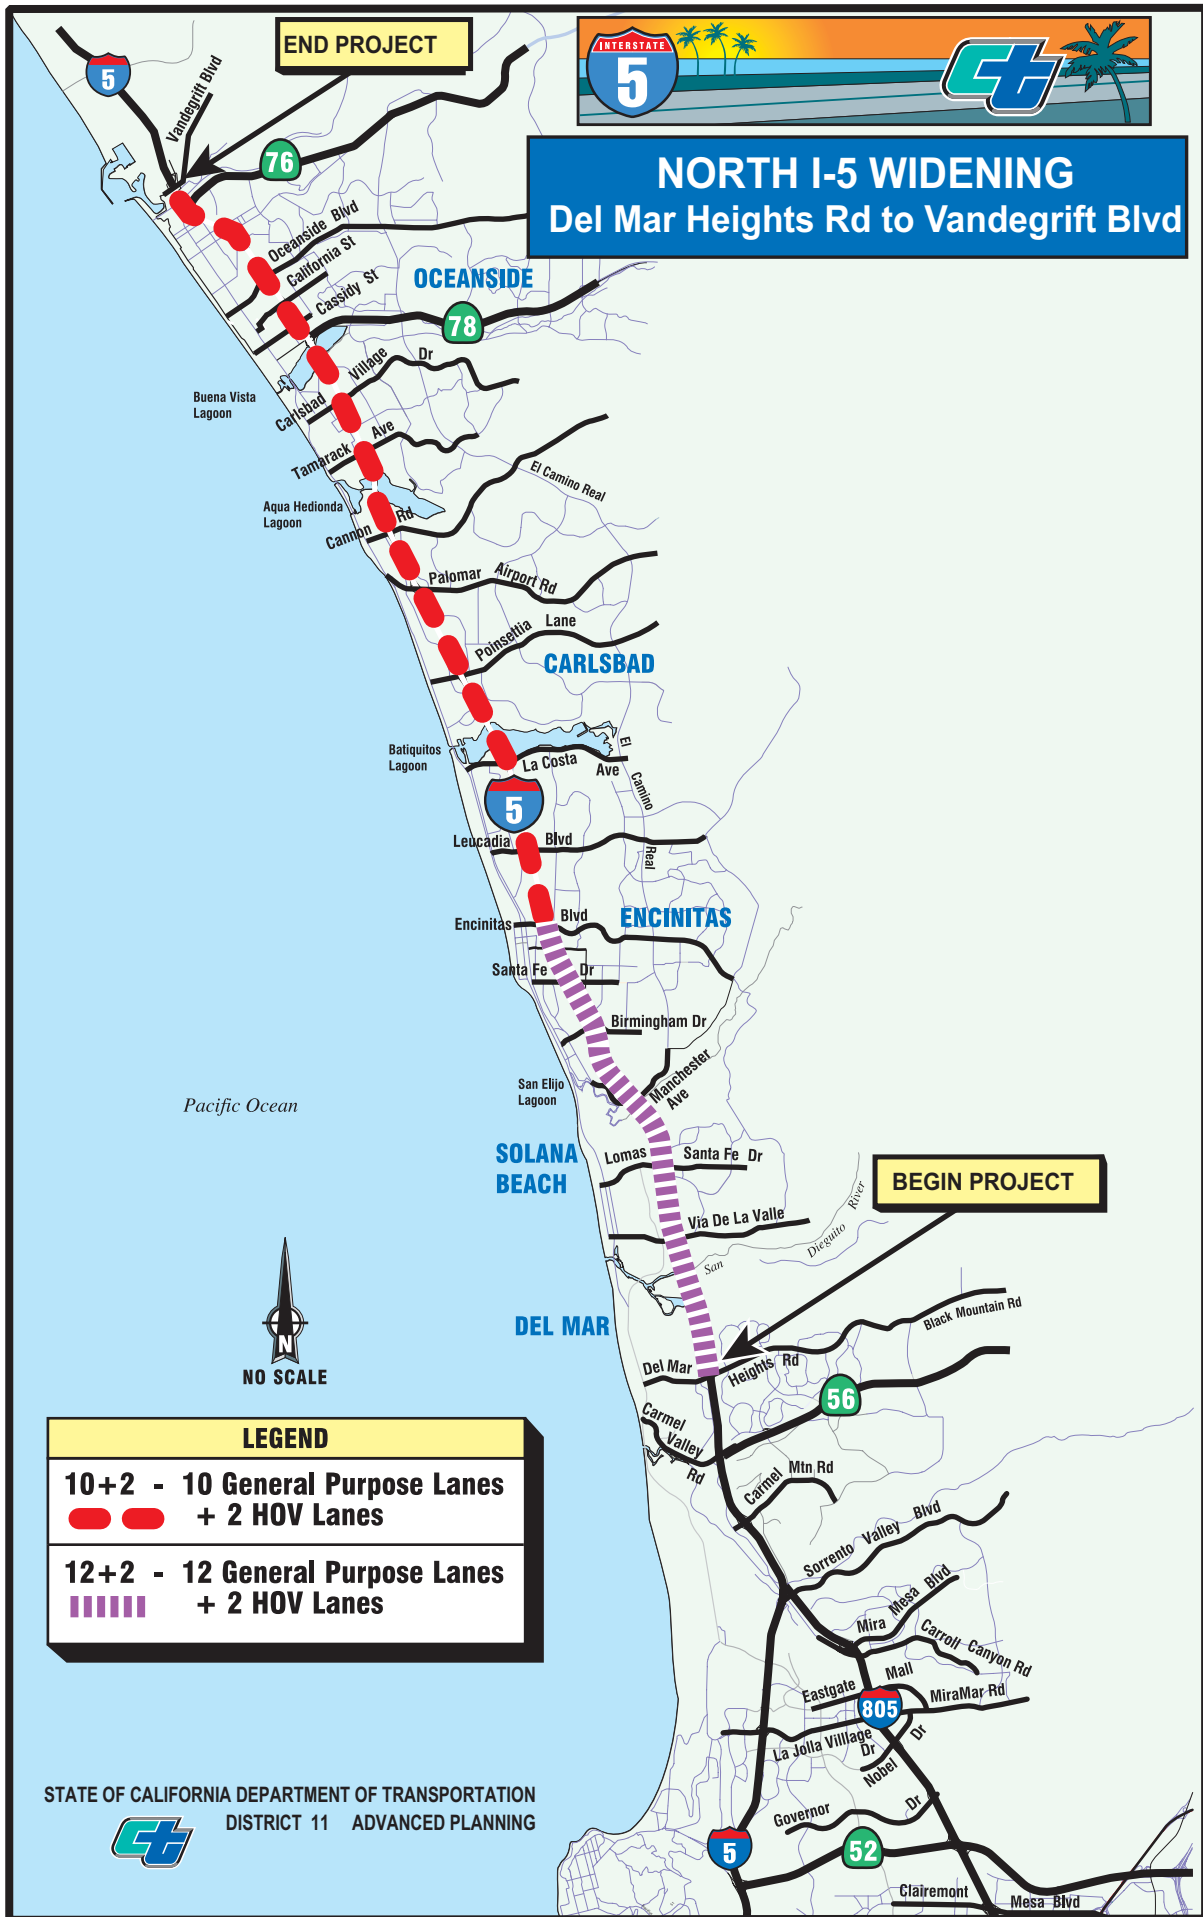 END PROJECT
INTERSTATE
5
NORTH I-5 WIDENING
Del Mar Heights Rd to Vandegrift Blvd
5
Vandegrift Blvd
76
Oceanside Blvd
California St
Cassidy St
OCEANSIDE
78
Buena Vista
Lagoon
Carlsbad Village Dr
Tamarack Ave
El Camino Real
Aqua Hedionda
Lagoon
Cannon Rd
Palomar Airport Rd
Poinsettia Lane
CARLSBAD
Batiquitos
Lagoon
La Costa Ave
El Camino Real
5
Leucadia Blvd
Encinitas Blvd
ENCINITAS
Santa Fe Dr
Birmingham Dr
San Elijo
Lagoon
Manchester
Ave
Pacific Ocean
SOLANA
BEACH
Lomas Santa Fe Dr
BEGIN PROJECT
Via De La Valle
San Dieguito River
DEL MAR
N
NO SCALE
Black Mountain Rd
Del Mar Heights Rd
56
Carmel Valley Rd
Carmel Mtn Rd
LEGEND
10+2 - 10 General Purpose Lanes
+ 2 HOV Lanes
12+2 - 12 General Purpose Lanes
+ 2 HOV Lanes
Sorrento Valley Blvd
Mira Mesa Blvd
Carroll Canyon Rd
Eastgate Mall
805
MiraMar Rd
La Jolla Villlage Dr
Nobel Dr
Governor Dr
5
52
Clairemont Mesa Blvd
STATE OF CALIFORNIA DEPARTMENT OF TRANSPORTATION
DISTRICT 11 ADVANCED PLANNING
ct